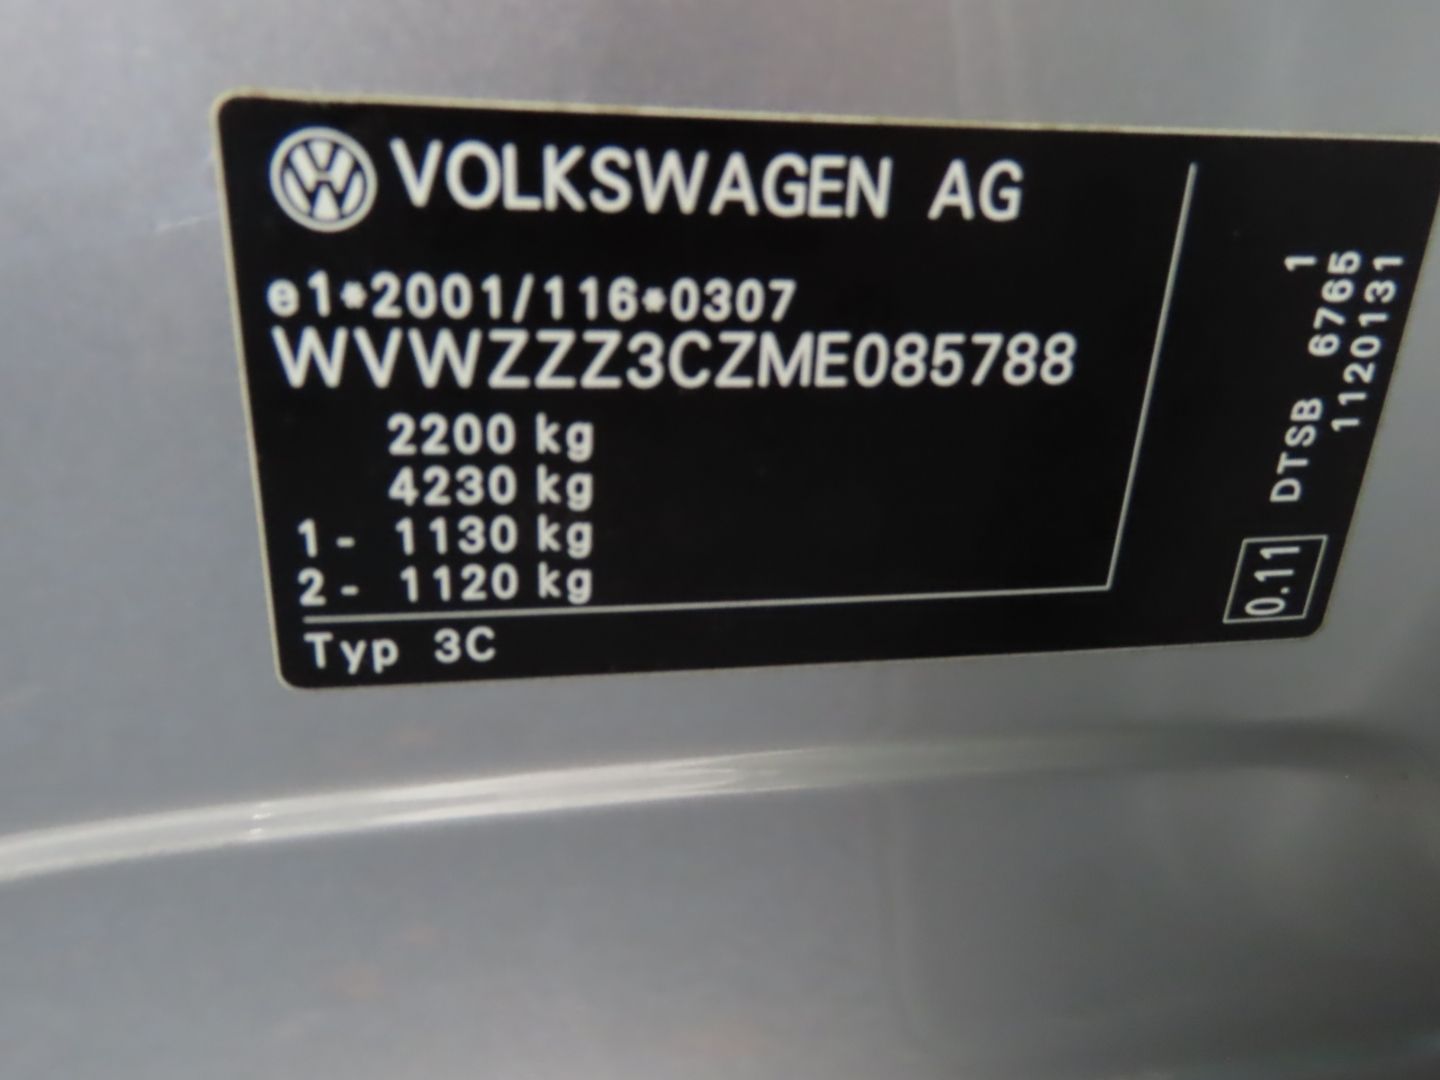 VOLKSWAGEN AG
e1*2001/116*0307
WVWZZZ3CZME085788
2200 kg
4230 kg
1- 1130 kg
2- 1120 kg
Typ 3C
0.11 DTSB 6765 1
1120131